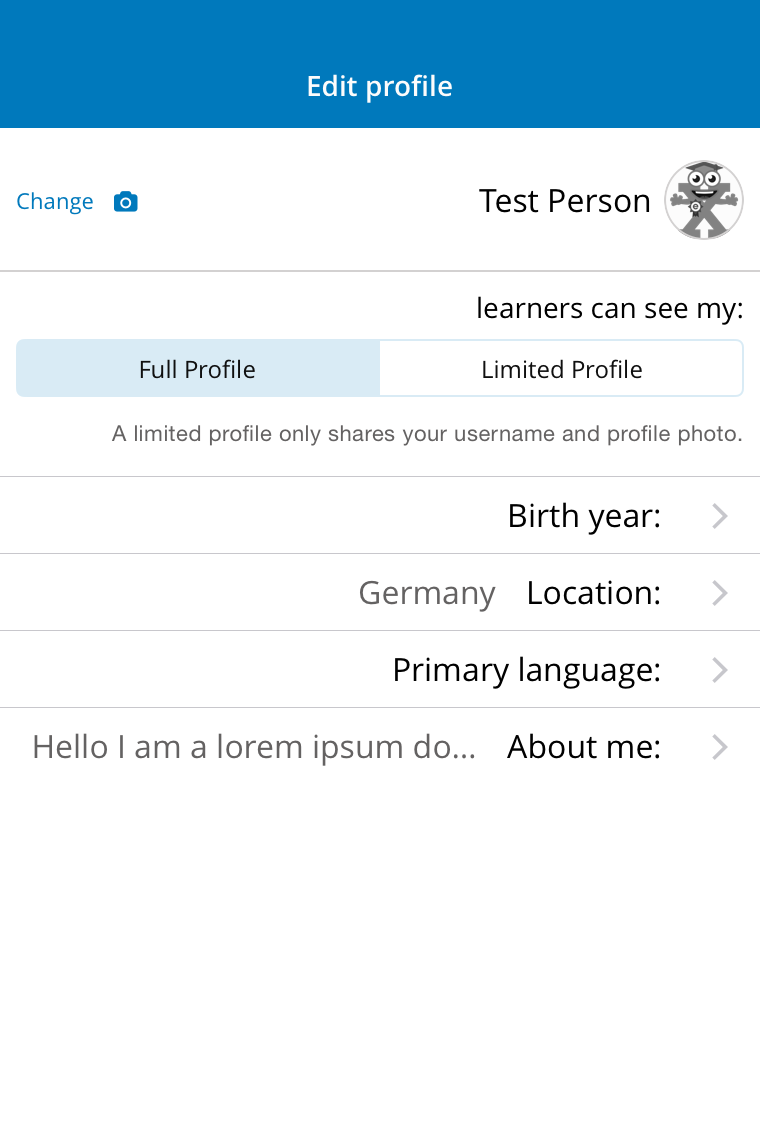 Edit profile
Change
Test Person
learners can see my:
Full Profile
Limited Profile
A limited profile only shares your username and profile photo.
Birth year:
Location: Germany
Primary language:
About me: Hello I am a lorem ipsum do...